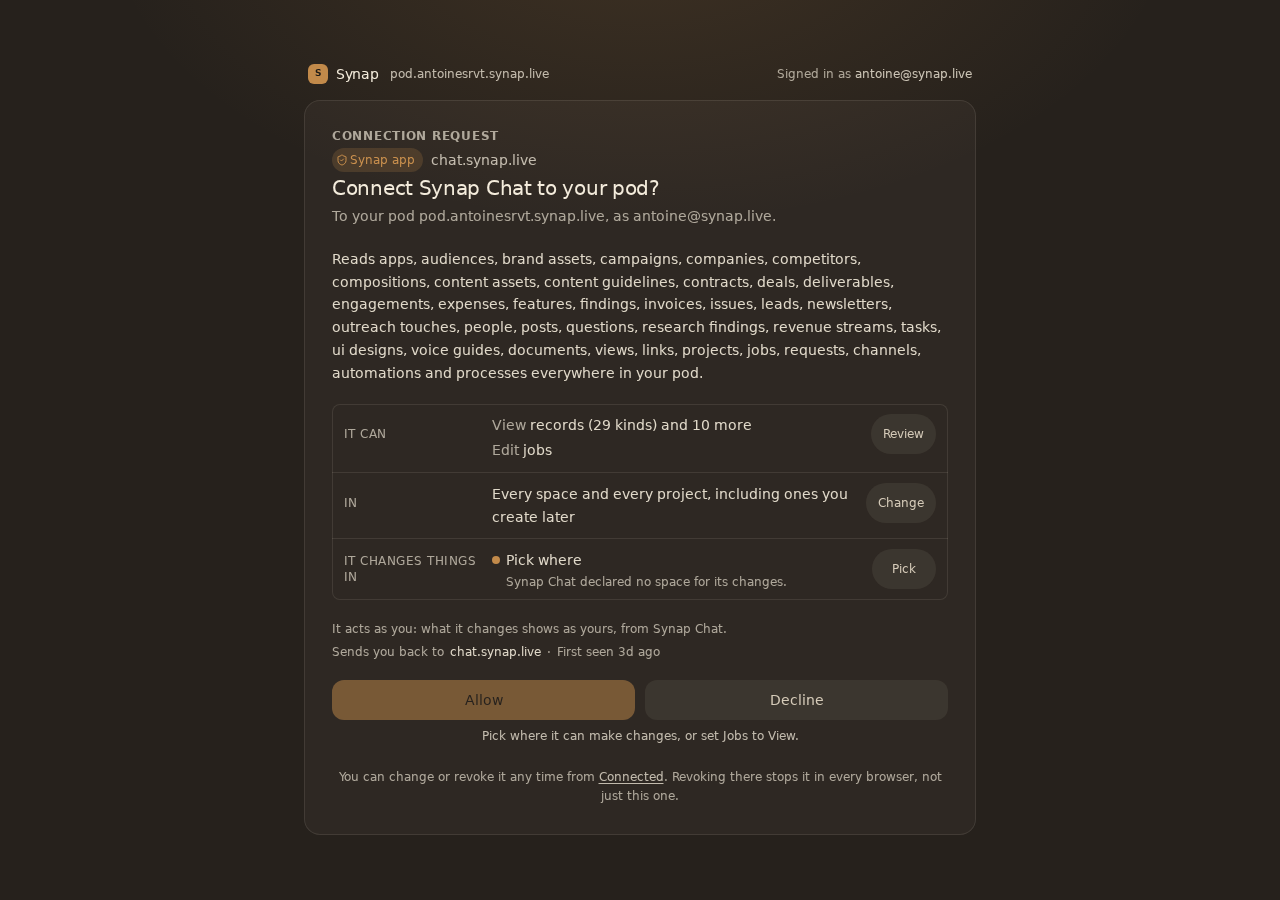 S Synap pod.antoinesrvt.synap.live Signed in as antoine@synap.live
CONNECTION REQUEST
Synap app chat.synap.live
Connect Synap Chat to your pod?
To your pod pod.antoinesrvt.synap.live, as antoine@synap.live.
Reads apps, audiences, brand assets, campaigns, companies, competitors,
compositions, content assets, content guidelines, contracts, deals, deliverables,
engagements, expenses, features, findings, invoices, issues, leads, newsletters,
outreach touches, people, posts, questions, research findings, revenue streams, tasks,
ui designs, voice guides, documents, views, links, projects, jobs, requests, channels,
automations and processes everywhere in your pod.
IT CAN
View records (29 kinds) and 10 more
Edit jobs
Review
IN
Every space and every project, including ones you
create later
Change
IT CHANGES THINGS
IN
Pick where
Synap Chat declared no space for its changes.
Pick
It acts as you: what it changes shows as yours, from Synap Chat.
Sends you back to chat.synap.live · First seen 3d ago
Allow Decline
Pick where it can make changes, or set Jobs to View.
You can change or revoke it any time from Connected. Revoking there stops it in every browser, not
just this one.